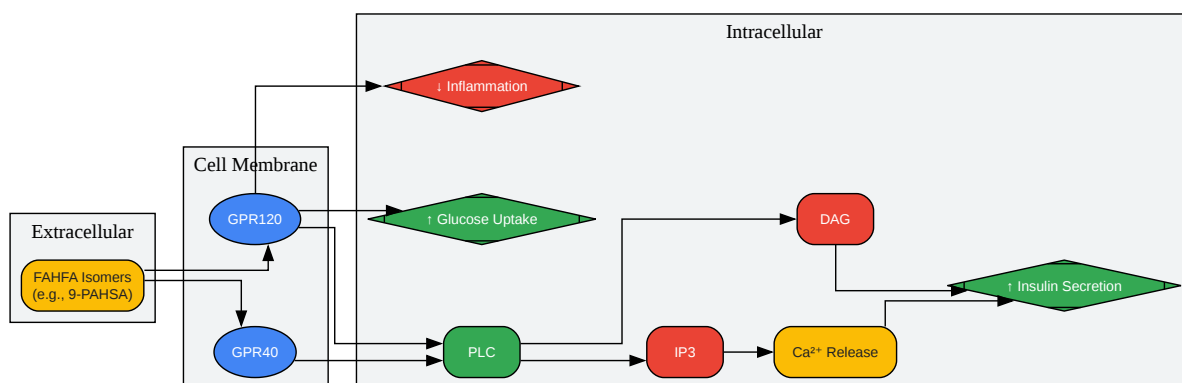 Intracellular
↓ Inflammation
Cell Membrane
GPR120
↑ Glucose Uptake
DAG
Extracellular
FAHFA Isomers
(e.g., 9-PAHSA)
↑ Insulin Secretion
GPR40
PLC
IP3
Ca²⁺ Release